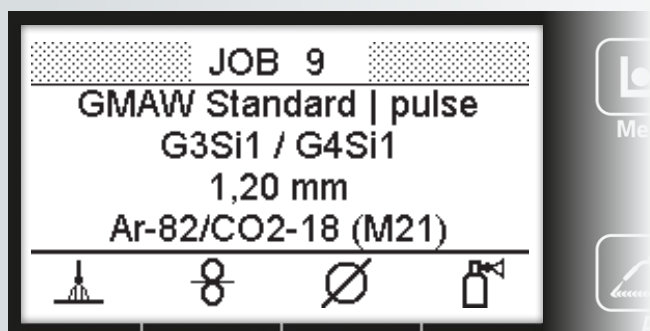 JOB 9
GMAW Standard | pulse
G3Si1 / G4Si1
1,20 mm
Ar-82/CO2-18 (M21)